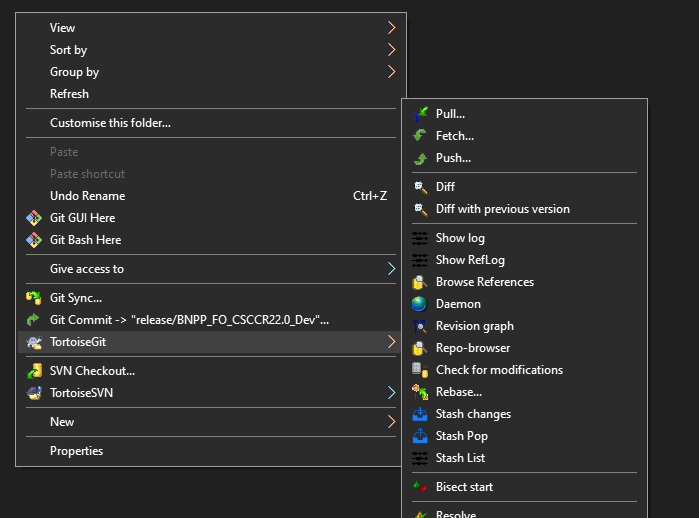 View
Sort by
Group by
Refresh
Customise this folder...
Paste
Paste shortcut
Undo Rename Ctrl+Z
Git GUI Here
Git Bash Here
Give access to
Git Sync...
Git Commit -> "release/BNPP_FO_CSCCR22.0_Dev"...
TortoiseGit
SVN Checkout...
TortoiseSVN
New
Properties
Pull...
Fetch...
Push...
Diff
Diff with previous version
Show log
Show RefLog
Browse References
Daemon
Revision graph
Repo-browser
Check for modifications
Rebase...
Stash changes
Stash Pop
Stash List
Bisect start
Resolve